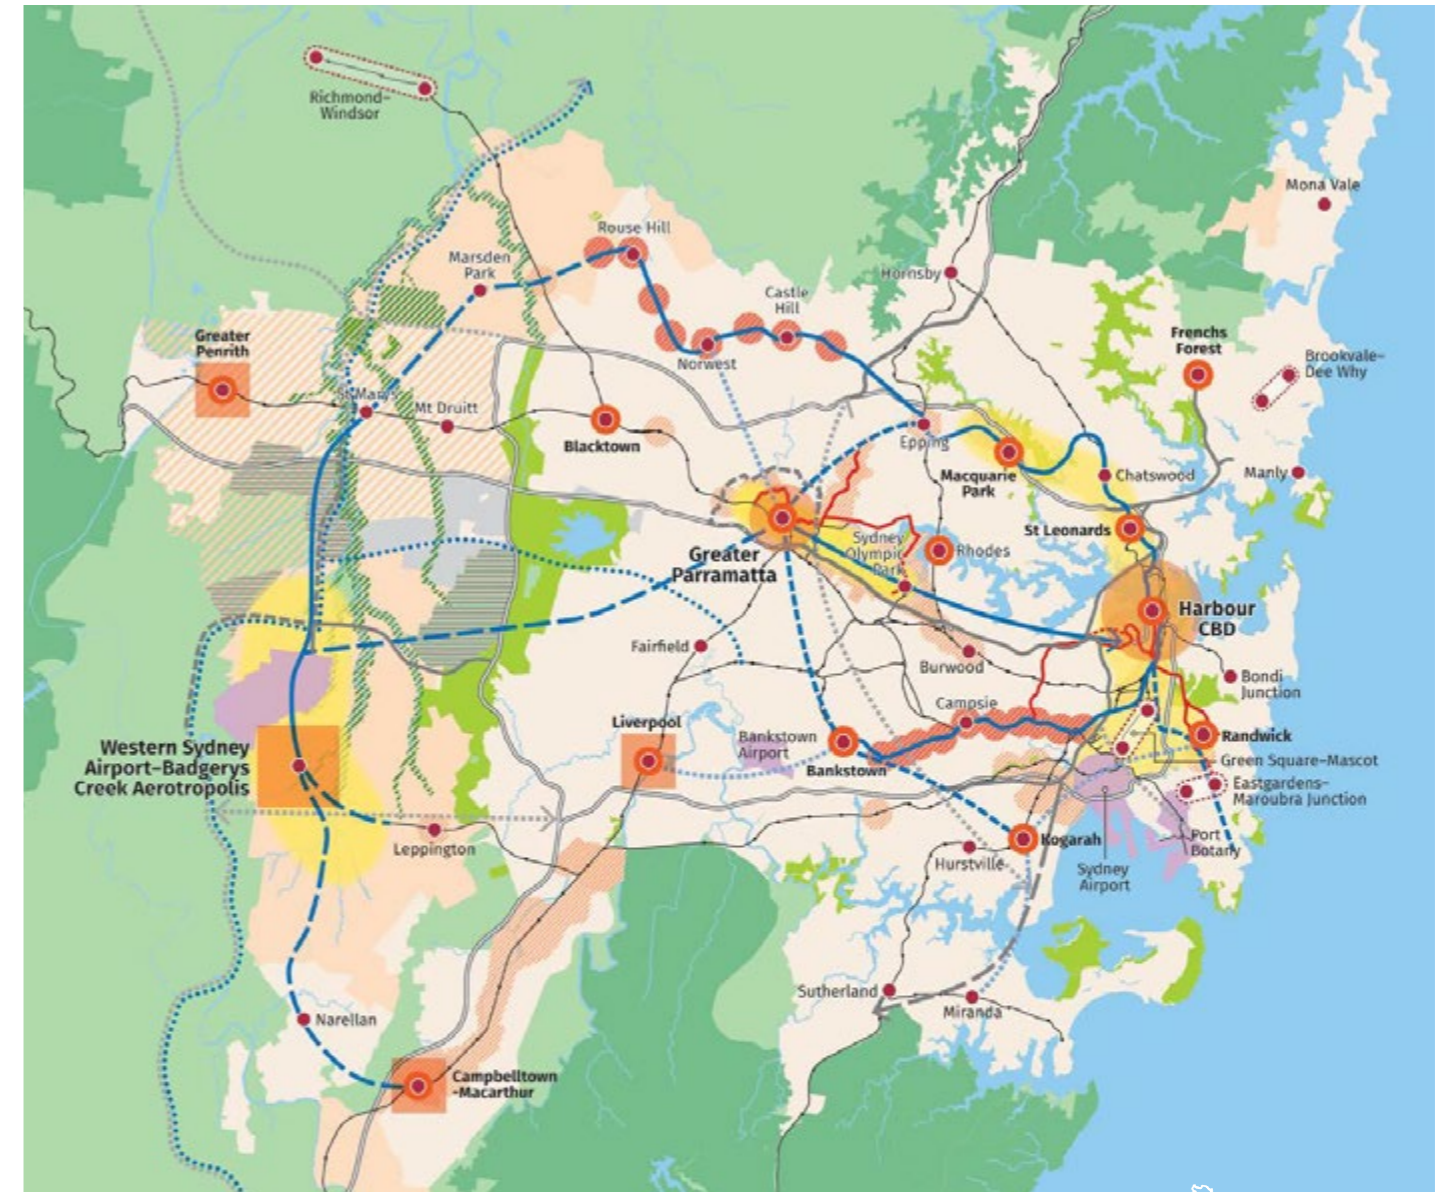 Richmond–
Windsor
Mona Vale
Rouse Hill
Marsden
Park
Hornsby
Castle
Hill
Greater
Penrith
Frenchs
Forest
Brookvale–
Dee Why
Norwest
St Marys
Mt Druitt
Blacktown
Epping
Macquarie
Park
Chatswood
Manly
St Leonards
Sydney
Olympic
Park
Rhodes
Greater
Parramatta
Harbour
CBD
Fairfield
Burwood
Bondi
Junction
Campsie
Liverpool
Bankstown
Airport
Bankstown
Randwick
Green Square–Mascot
Western Sydney
Airport–Badgerys
Creek Aerotropolis
Eastgardens–
Maroubra Junction
Leppington
Kogarah
Port
Botany
Hurstville
Sydney
Airport
Sutherland
Miranda
Narellan
Campbelltown
-Macarthur